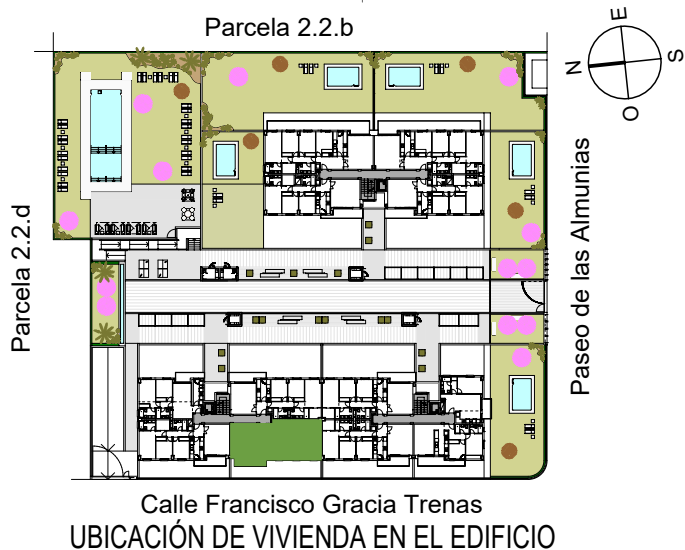 Parcela 2.2.b
E
N
S
O
Parcela 2.2.d
Paseo de las Almunias
Calle Francisco Gracia Trenas
UBICACIÓN DE VIVIENDA EN EL EDIFICIO